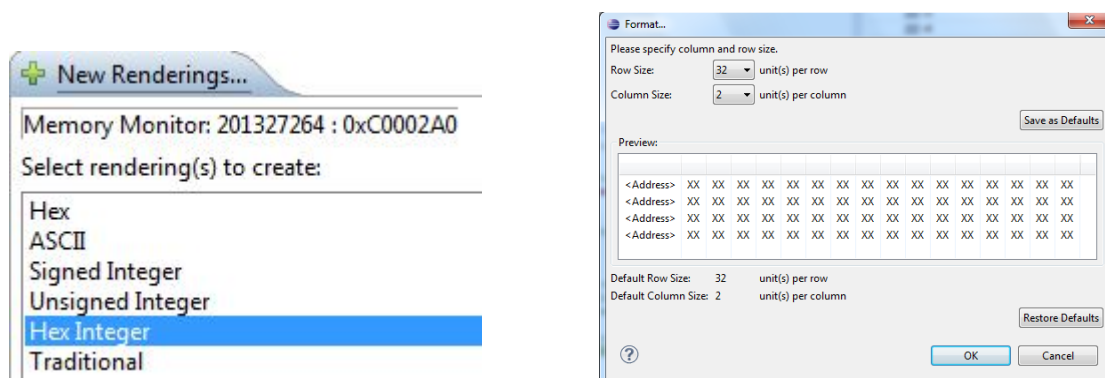 New Renderings...
Memory Monitor: 201327264 : 0xC0002A0
Select rendering(s) to create:
Hex
ASCII
Signed Integer
Unsigned Integer
Hex Integer
Traditional
Format...
Please specify column and row size.
Row Size: 32 unit(s) per row
Column Size: 2 unit(s) per column
Save as Defaults
Preview:
<Address> XX XX XX XX XX XX XX XX XX XX XX XX XX XX XX XX
<Address> XX XX XX XX XX XX XX XX XX XX XX XX XX XX XX XX
<Address> XX XX XX XX XX XX XX XX XX XX XX XX XX XX XX XX
<Address> XX XX XX XX XX XX XX XX XX XX XX XX XX XX XX XX
Default Row Size: 32 unit(s) per row
Default Column Size: 2 unit(s) per column
Restore Defaults
OK Cancel